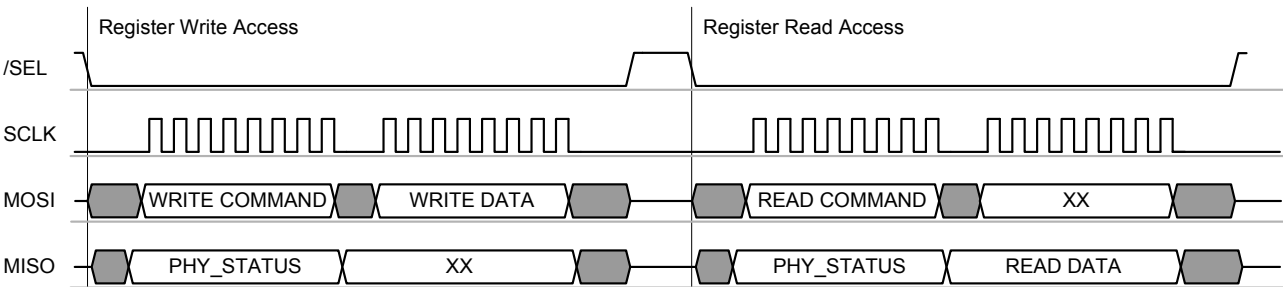 Register Write Access Register Read Access
/SEL
SCLK
MOSI WRITE COMMAND WRITE DATA READ COMMAND XX
MISO PHY_STATUS XX PHY_STATUS READ DATA